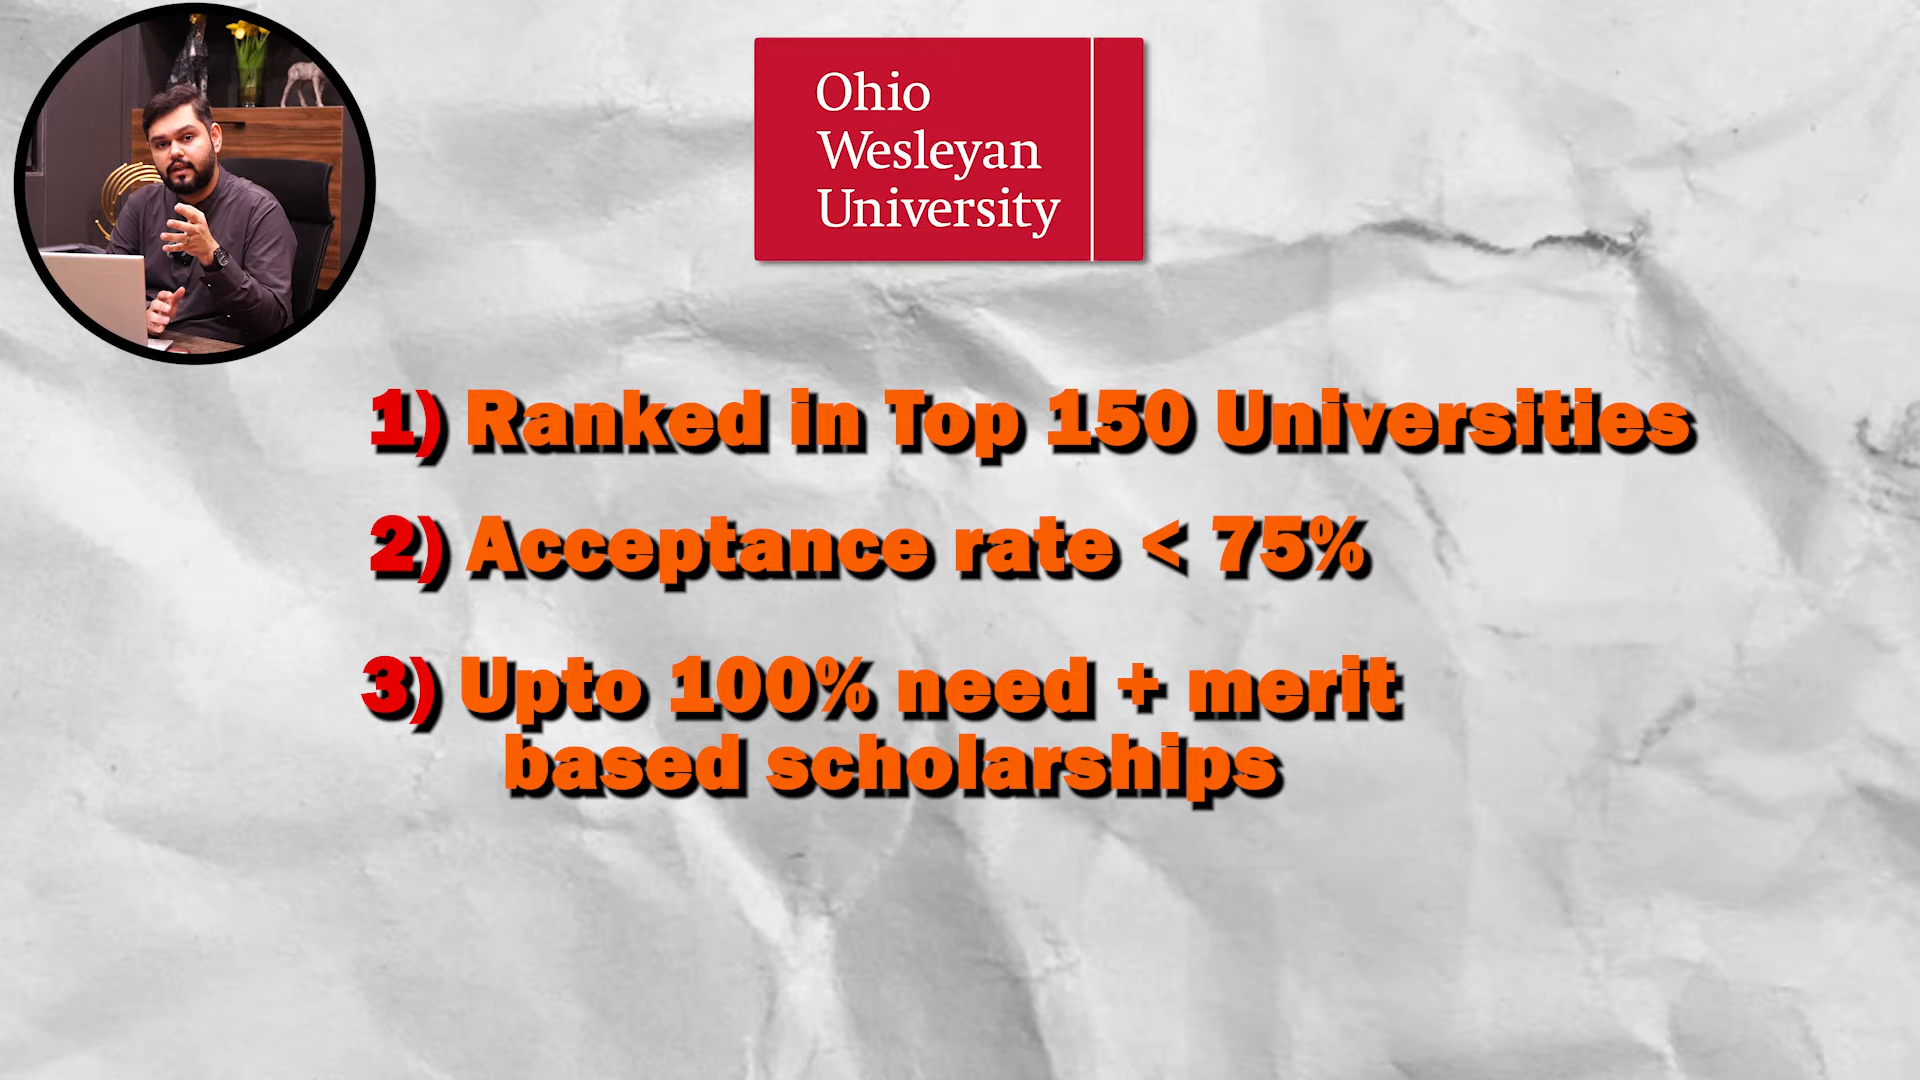 Ohio
Wesleyan
University
1) Ranked in Top 150 Universities
2) Acceptance rate < 75%
3) Upto 100% need + merit
based scholarships